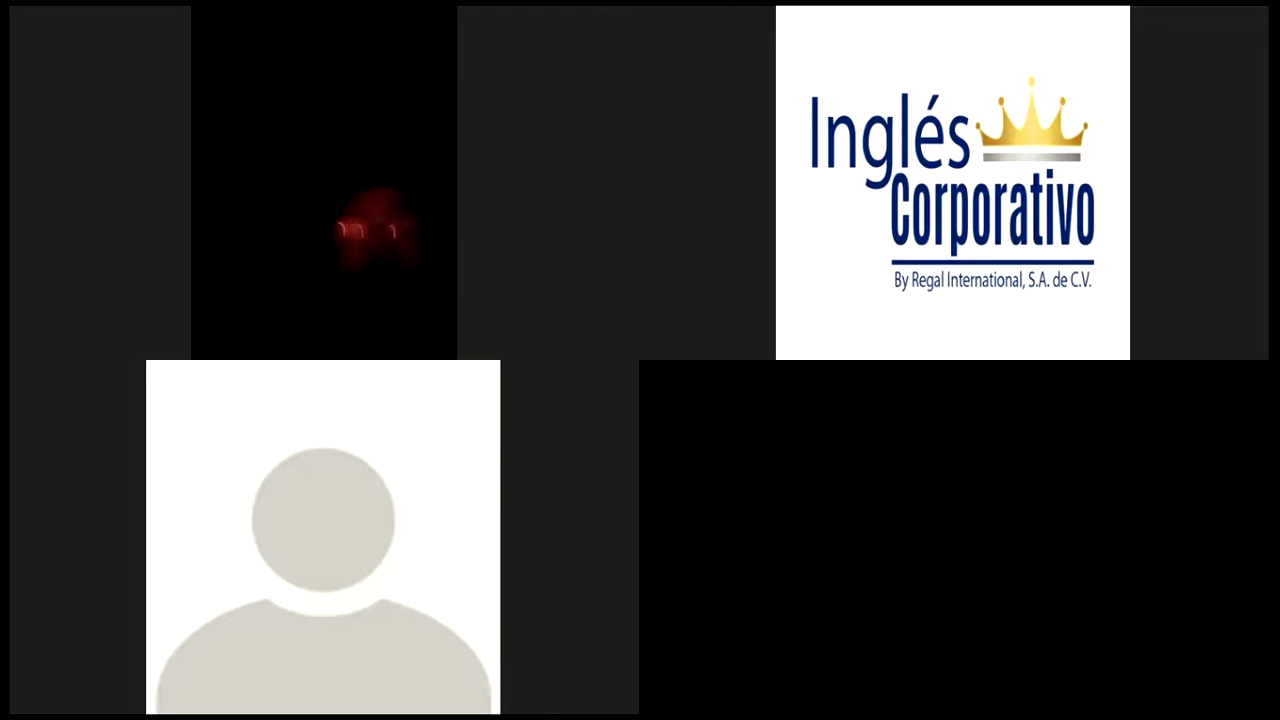 Inglés
Corporativo
By Regal International, S.A. de C.V.